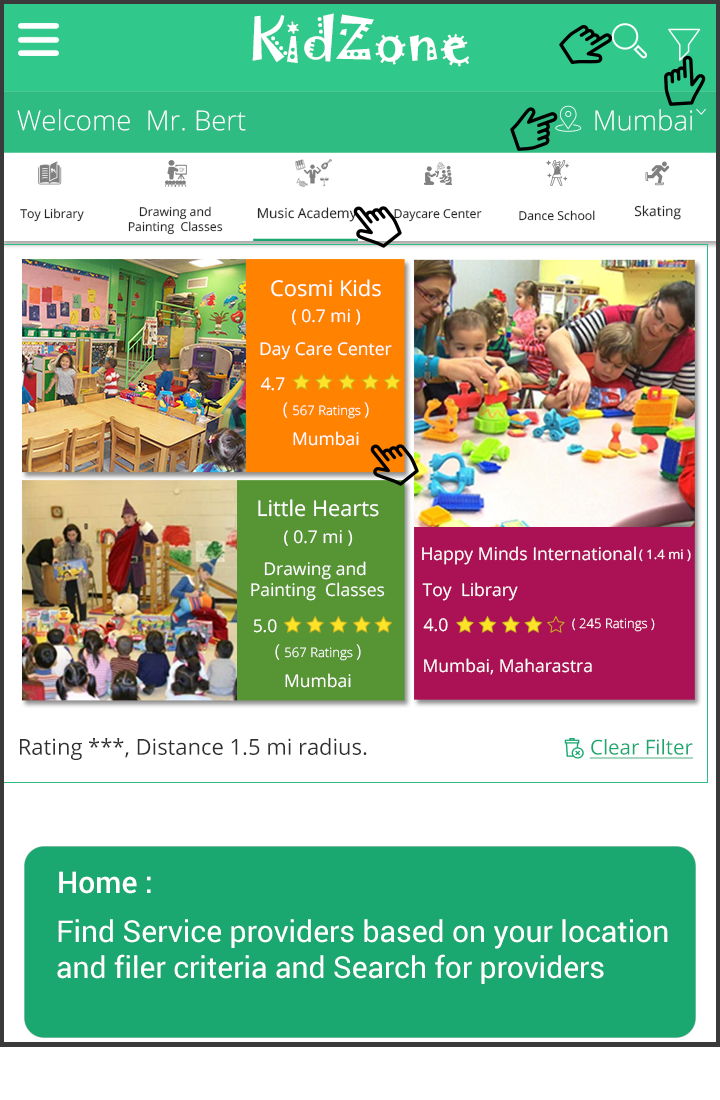 KidZone
Welcome Mr. Bert
Mumbai
Toy Library
Drawing and
Painting Classes
Music Academy
Daycare Center
Dance School
Skating
Cosmi Kids
( 0.7 mi )
Day Care Center
4.7
( 567 Ratings )
Mumbai
Little Hearts
( 0.7 mi )
Drawing and
Painting Classes
5.0
( 567 Ratings )
Mumbai
Happy Minds International ( 1.4 mi )
Toy Library
4.0 ( 245 Ratings )
Mumbai, Maharastra
Rating ***, Distance 1.5 mi radius.
Clear Filter
Home :
Find Service providers based on your location
and filer criteria and Search for providers